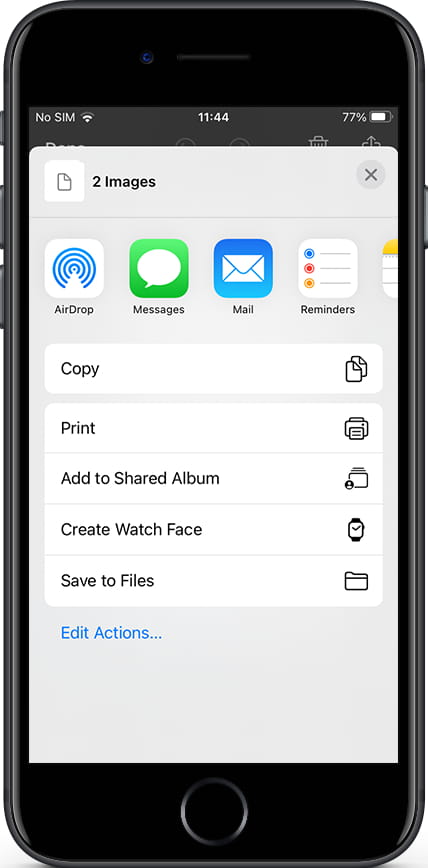 No SIM 11:44 77%
Done
2 Images
AirDrop Messages Mail Reminders
Copy
Print
Add to Shared Album
Create Watch Face
Save to Files
Edit Actions...